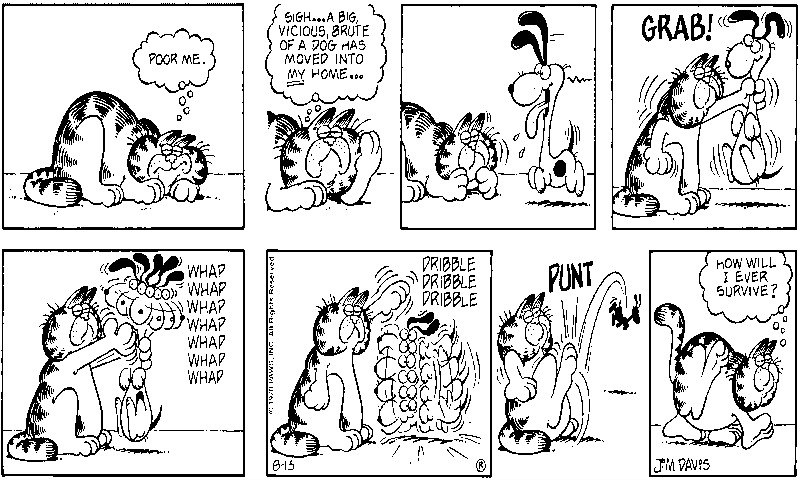 POOR ME.
SIGH...A BIG,
VICIOUS, BRUTE
OF A DOG HAS
MOVED INTO
MY HOME...
GRAB!
WHAP
WHAP
WHAP
WHAP
WHAP
WHAP
WHAP
DRIBBLE
DRIBBLE
DRIBBLE
8-15
®
PUNT
HOW WILL
I EVER
SURVIVE?
JIM DAVIS